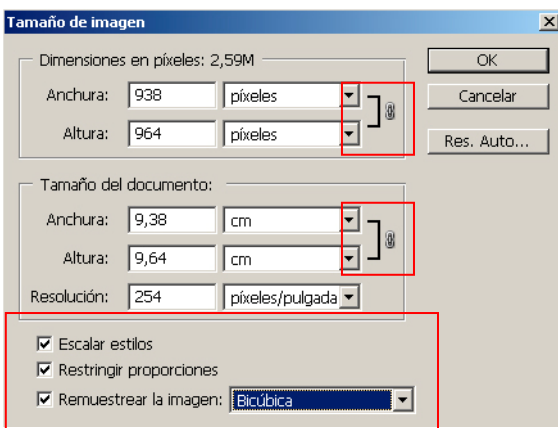 Tamaño de imagen
Dimensiones en píxeles: 2,59M
OK
Anchura: 938 píxeles
Cancelar
Altura: 964 píxeles
Res. Auto...
Tamaño del documento:
Anchura: 9,38 cm
Altura: 9,64 cm
Resolución: 254 píxeles/pulgada
Escalar estilos
Restringir proporciones
Remuestrear la imagen: Bicúbica